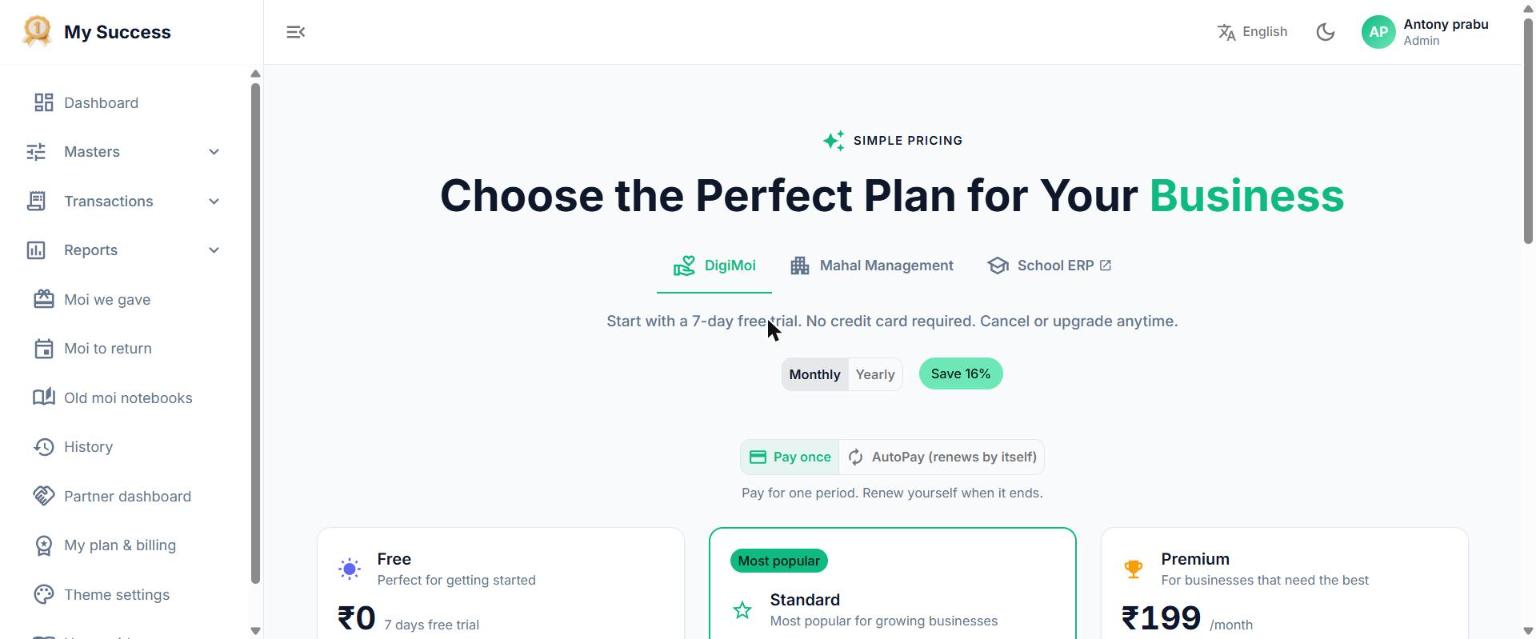 My Success
English
AP
Antony prabu
Admin
Dashboard
Masters
Transactions
Reports
Moi we gave
Moi to return
Old moi notebooks
History
Partner dashboard
My plan & billing
Theme settings
SIMPLE PRICING
Choose the Perfect Plan for Your Business
DigiMoi
Mahal Management
School ERP
Start with a 7-day free trial. No credit card required. Cancel or upgrade anytime.
Monthly
Yearly
Save 16%
Pay once
AutoPay (renews by itself)
Pay for one period. Renew yourself when it ends.
Free
Perfect for getting started
₹0 7 days free trial
Most popular
Standard
Most popular for growing businesses
Premium
For businesses that need the best
₹199 /month